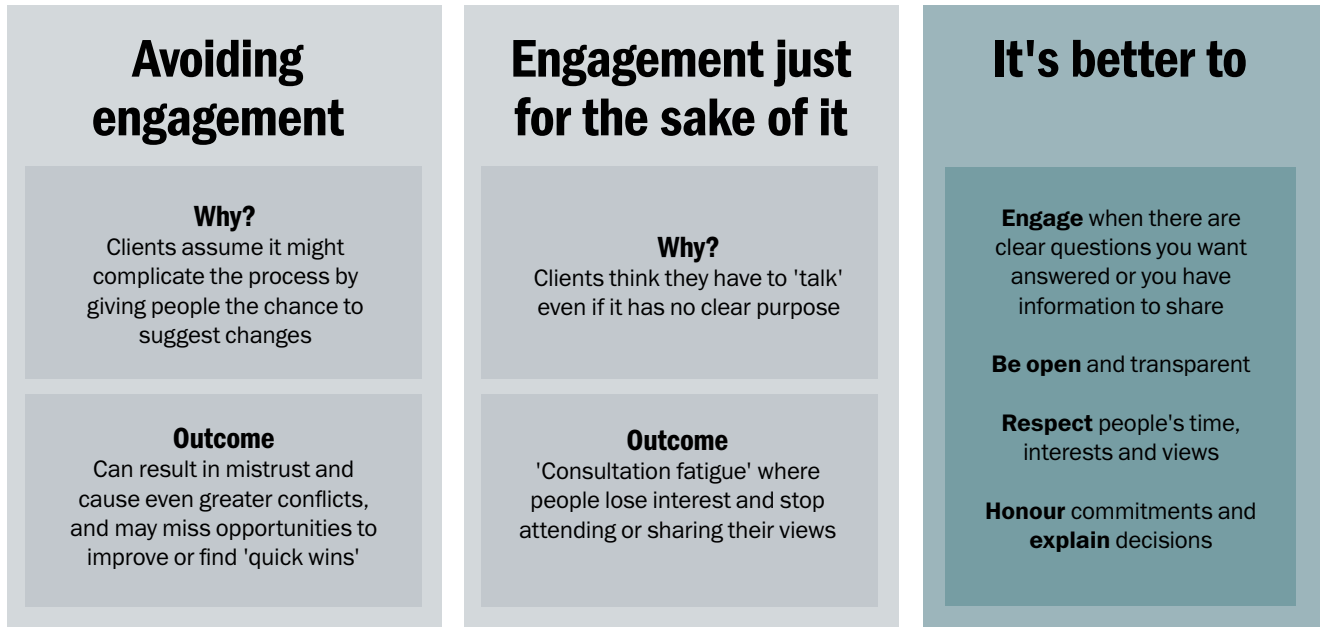 Avoiding
engagement
Why?
Clients assume it might
complicate the process by
giving people the chance to
suggest changes
Outcome
Can result in mistrust and
cause even greater conflicts,
and may miss opportunities to
improve or find 'quick wins'
Engagement just
for the sake of it
Why?
Clients think they have to 'talk'
even if it has no clear purpose
Outcome
'Consultation fatigue' where
people lose interest and stop
attending or sharing their views
It's better to
Engage when there are
clear questions you want
answered or you have
information to share
Be open and transparent
Respect people's time,
interests and views
Honour commitments and
explain decisions